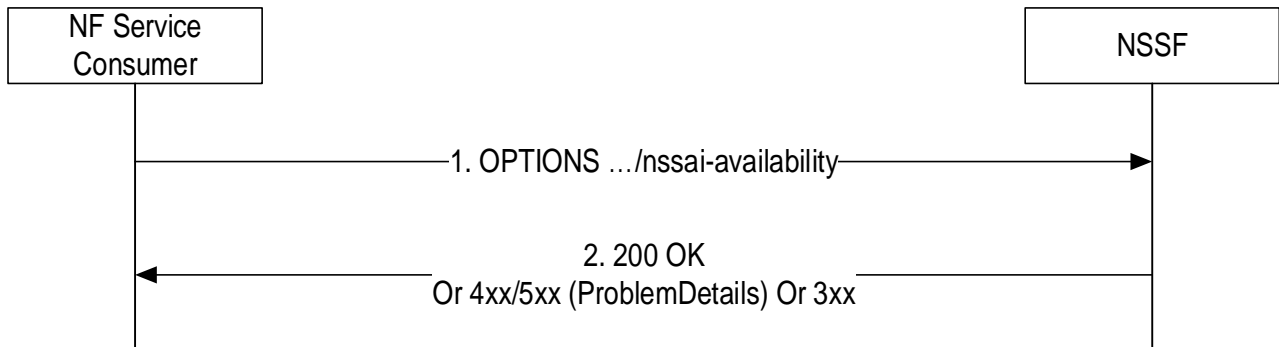 NF Service
Consumer
NSSF
1. OPTIONS …/nssai-availability
2. 200 OK
Or 4xx/5xx (ProblemDetails) Or 3xx